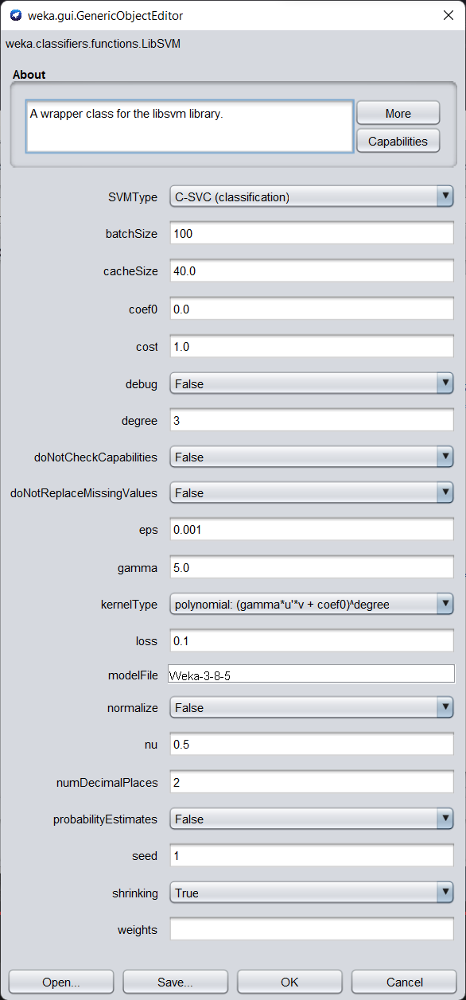 weka.gui.GenericObjectEditor
weka.classifiers.functions.LibSVM
About
A wrapper class for the libsvm library.
More
Capabilities
SVMType C-SVC (classification)
batchSize 100
cacheSize 40.0
coef0 0.0
cost 1.0
debug False
degree 3
doNotCheckCapabilities False
doNotReplaceMissingValues False
eps 0.001
gamma 5.0
kernelType polynomial: (gamma*u'*v + coef0)^degree
loss 0.1
modelFile Weka-3-8-5
normalize False
nu 0.5
numDecimalPlaces 2
probabilityEstimates False
seed 1
shrinking True
weights
Open... Save... OK Cancel